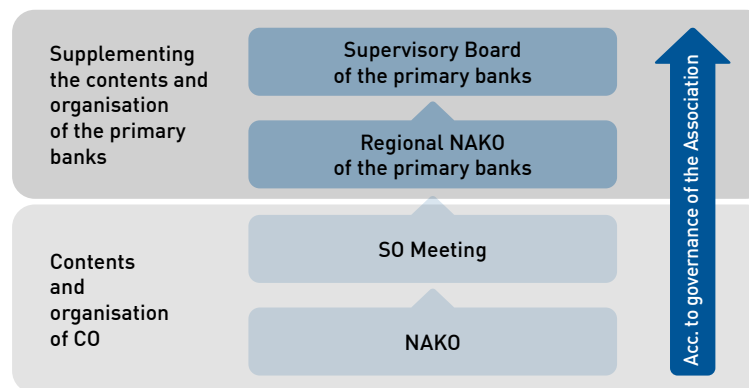 Supplementing
the contents and
organisation
of the primary
banks
Supervisory Board
of the primary banks
Regional NAKO
of the primary banks
Contents
and
organisation
of CO
SO Meeting
NAKO
Acc. to governance of the Association